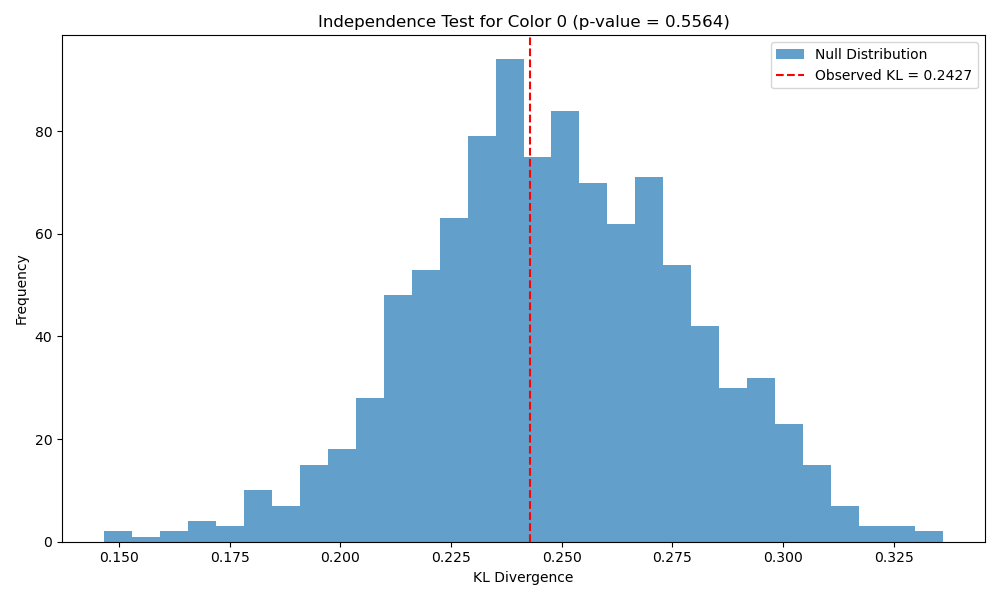 Independence Test for Color 0 (p-value = 0.5564)
Null Distribution
Observed KL = 0.2427
80
60
40
20
0
Frequency
0.150 0.175 0.200 0.225 0.250 0.275 0.300 0.325
KL Divergence